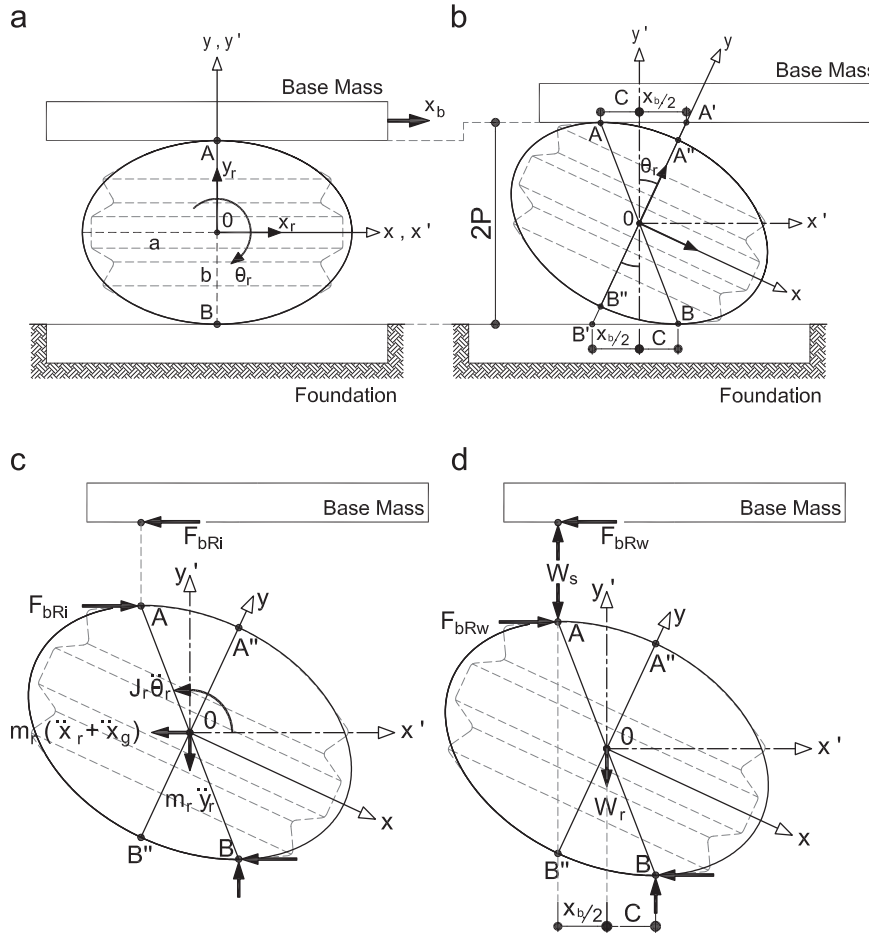 a
y , y '
Base Mass
x_b
A
y_r
0
x_r
x , x '
a
b
θ_r
B
Foundation
b
y '
y
Base Mass
C
x_b/2
A
A'
A"
θ_r
2P
0
x '
x
B"
B'
B
x_b/2
C
Foundation
c
Base Mass
F_bRi
y '
y
F_bRi
A
A"
J_r θ̈_r
0
m_r ( ẍ_r + ẍ_g )
x '
m_r ÿ_r
x
B"
B
d
Base Mass
F_bRw
W_s
y '
y
F_bRw
A
A"
0
x '
W_r
x
B"
B
x_b/2
C